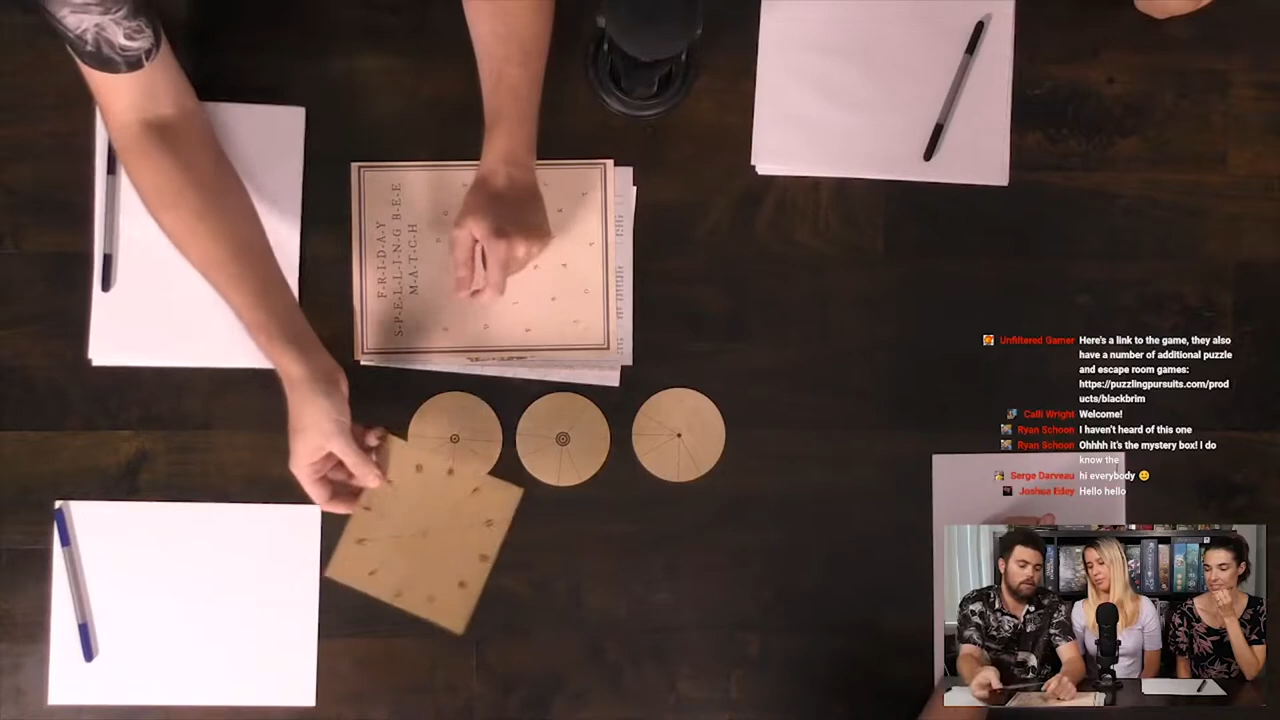 F-R-I-D-A-Y
S-P-E-L-L-I-N-G B-E-E
M-A-T-C-H
Unfiltered Gamer Here's a link to the game, they also
have a number of additional puzzle
and escape room games:
https://puzzlingpursuits.com/prod
ucts/blackbrim
Calli Wright Welcome!
Ryan Schoon I haven't heard of this one
Ryan Schoon Ohhhh it's the mystery box! I do
know the
Serge Darveau hi everybody 🙂
Joshua Edey Hello hello